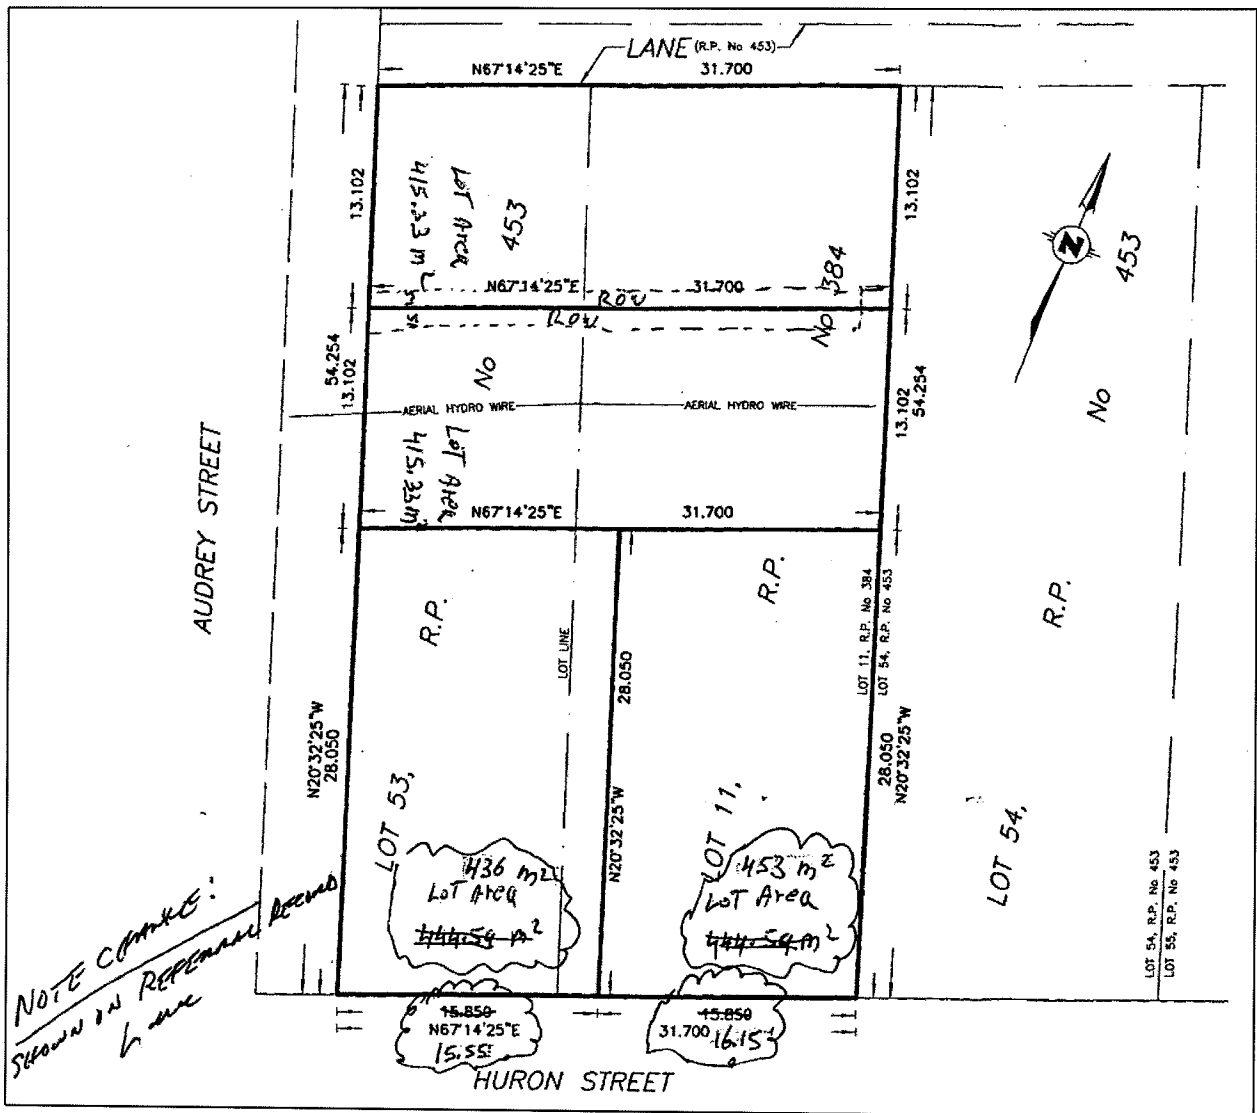 LANE (R.P. No 453)
N67°14'25"E 31.700
13.102
13.102
LOT Area
415.33 m2
453
384
453
N67°14'25"E 31.700
ROW
ROW
No
No
No
54.254
13.102
13.102
54.254
AERIAL HYDRO WIRE
AERIAL HYDRO WIRE
LOT Area
415.33 m
N67°14'25"E 31.700
AUDREY STREET
R.P.
R.P.
R.P.
LOT LINE
28.050
LOT 11, R.P. No 384
LOT 54, R.P. No 453
N20°32'25"W
28.050
28.050
N20°32'25"W
N20°32'25"W
LOT 53,
LOT 11,
LOT 54,
Z
436 m2
LOT Area
444.59 m2
453 m2
LOT Area
444.59 m2
LOT 54, R.P. No 453
LOT 55, R.P. No 453
NOTE CHANGE:
SHOWN ON REFERRAL RECORD
15.850
N67°14'25"E
15.55
15.850
31.700 16.15
HURON STREET